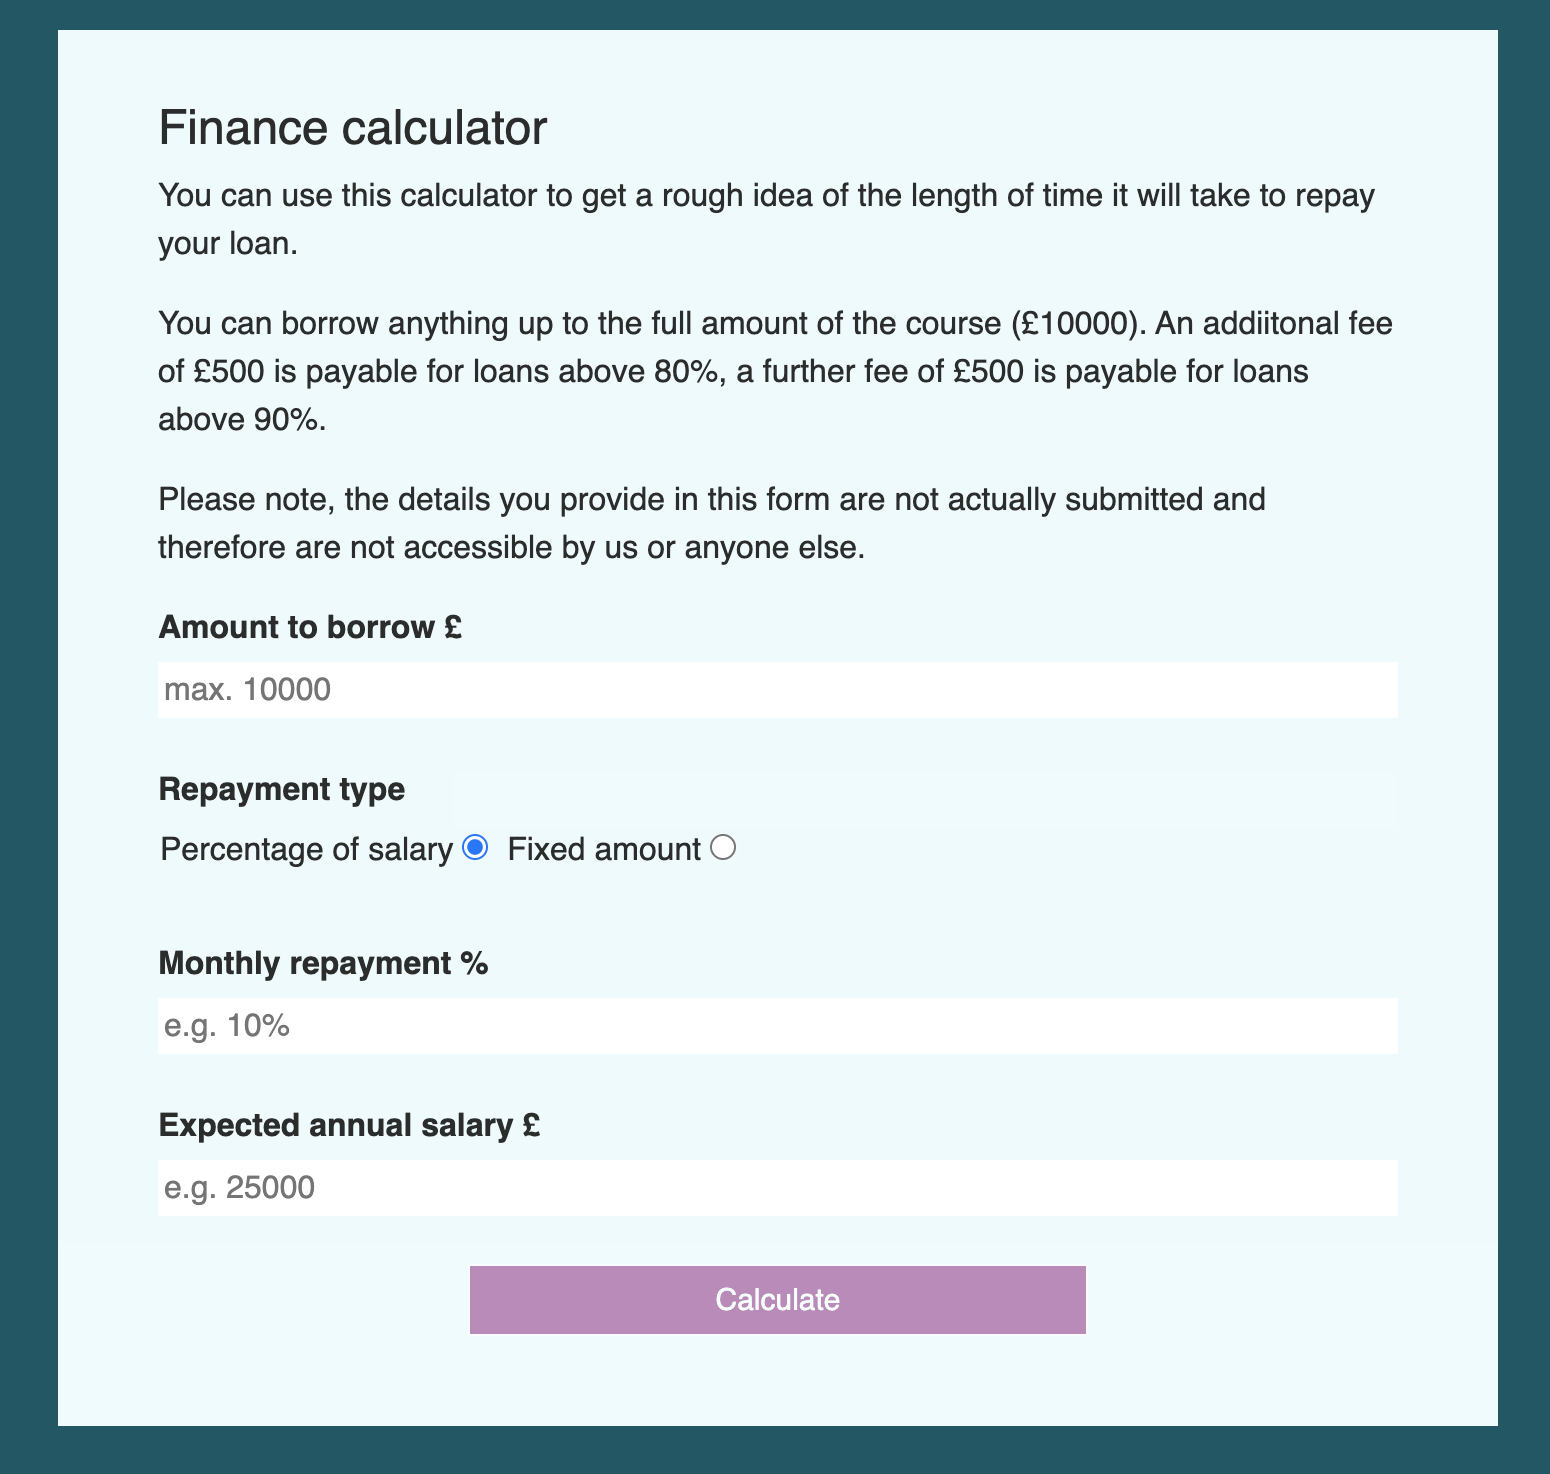 Finance calculator
You can use this calculator to get a rough idea of the length of time it will take to repay
your loan.
You can borrow anything up to the full amount of the course (£10000). An addiitonal fee
of £500 is payable for loans above 80%, a further fee of £500 is payable for loans
above 90%.
Please note, the details you provide in this form are not actually submitted and
therefore are not accessible by us or anyone else.
Amount to borrow £
max. 10000
Repayment type
Percentage of salary Fixed amount
Monthly repayment %
e.g. 10%
Expected annual salary £
e.g. 25000
Calculate